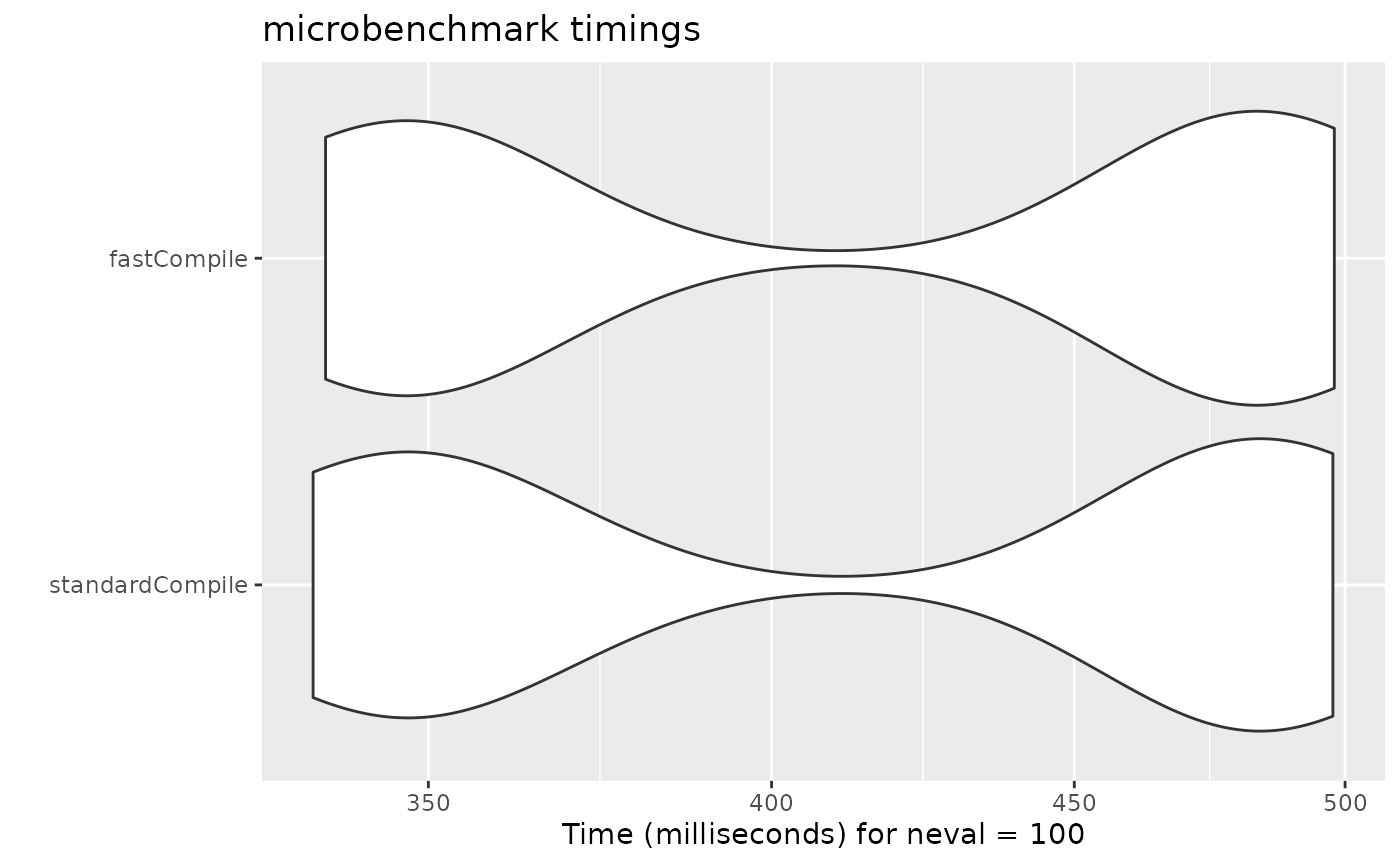 microbenchmark timings
fastCompile
standardCompile
350 400 450 500
Time (milliseconds) for neval = 100